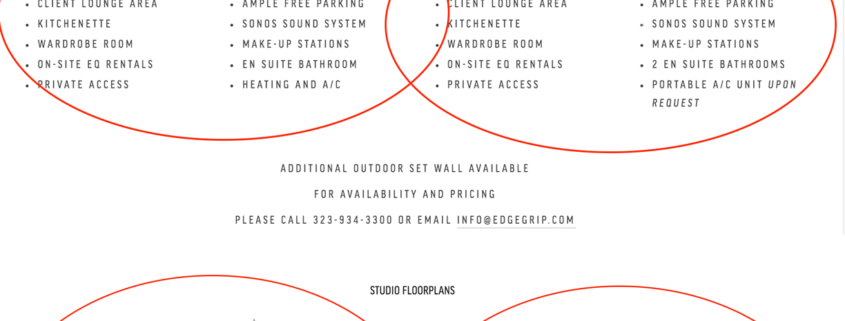 CLIENT LOUNGE AREA
KITCHENETTE
WARDROBE ROOM
ON-SITE EQ RENTALS
PRIVATE ACCESS
AMPLE FREE PARKING
SONOS SOUND SYSTEM
MAKE-UP STATIONS
EN SUITE BATHROOM
HEATING AND A/C
CLIENT LOUNGE AREA
KITCHENETTE
WARDROBE ROOM
ON-SITE EQ RENTALS
PRIVATE ACCESS
AMPLE FREE PARKING
SONOS SOUND SYSTEM
MAKE-UP STATIONS
2 EN SUITE BATHROOMS
PORTABLE A/C UNIT UPON
REQUEST
ADDITIONAL OUTDOOR SET WALL AVAILABLE
FOR AVAILABILITY AND PRICING
PLEASE CALL 323-934-3300 OR EMAIL INFO@EDGEGRIP.COM
STUDIO FLOORPLANS